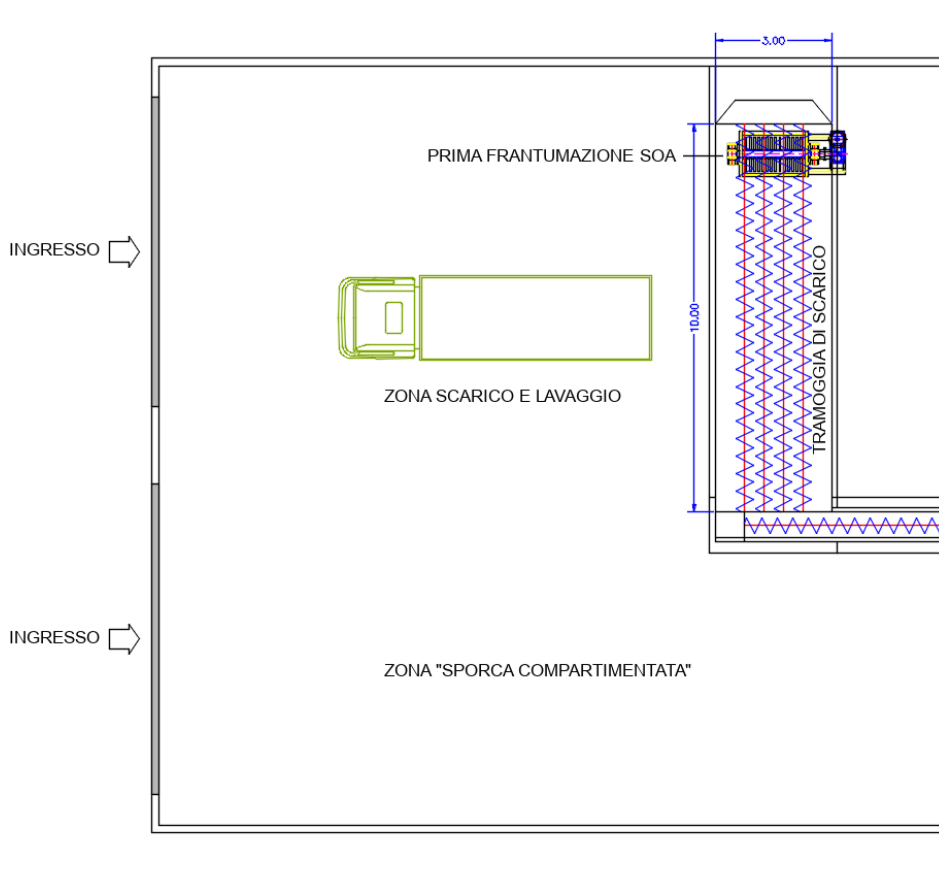 3.00
PRIMA FRANTUMAZIONE SOA
INGRESSO
10.00
TRAMOGGIA DI SCARICO
ZONA SCARICO E LAVAGGIO
INGRESSO
ZONA "SPORCA COMPARTIMENTATA"